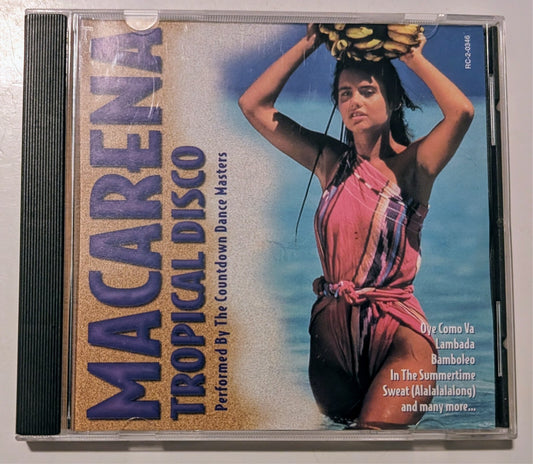 MACARENA
TROPICAL DISCO
Performed By The Countdown Dance Masters
RC-2-0346
Oye Como Va
Lambada
Bamboleo
In The Summertime
Sweat (Alalalalalong)
and many more...